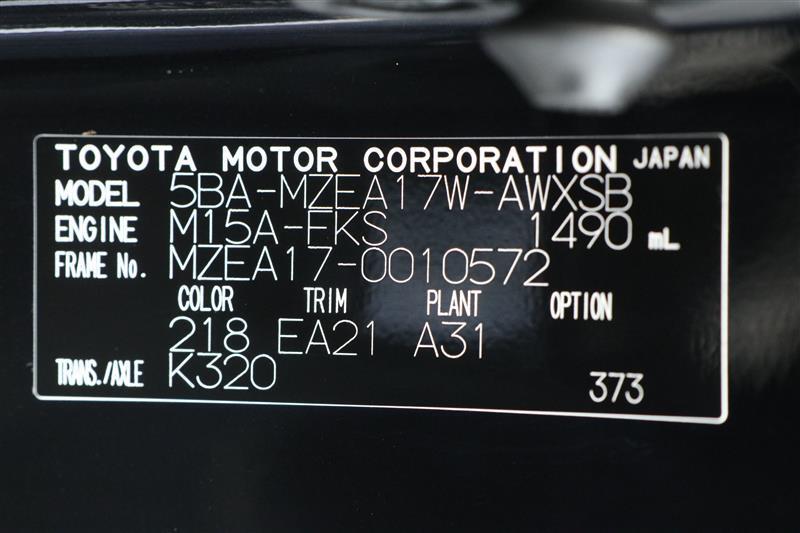 TOYOTA MOTOR CORPORATION JAPAN
MODEL 5BA-MZEA17W-AWXSB
ENGINE M15A-FKS 1490 mL
FRAME No. MZEA17-0010572
COLOR TRIM PLANT OPTION
218 EA21 A31
TRANS./AXLE K320
373